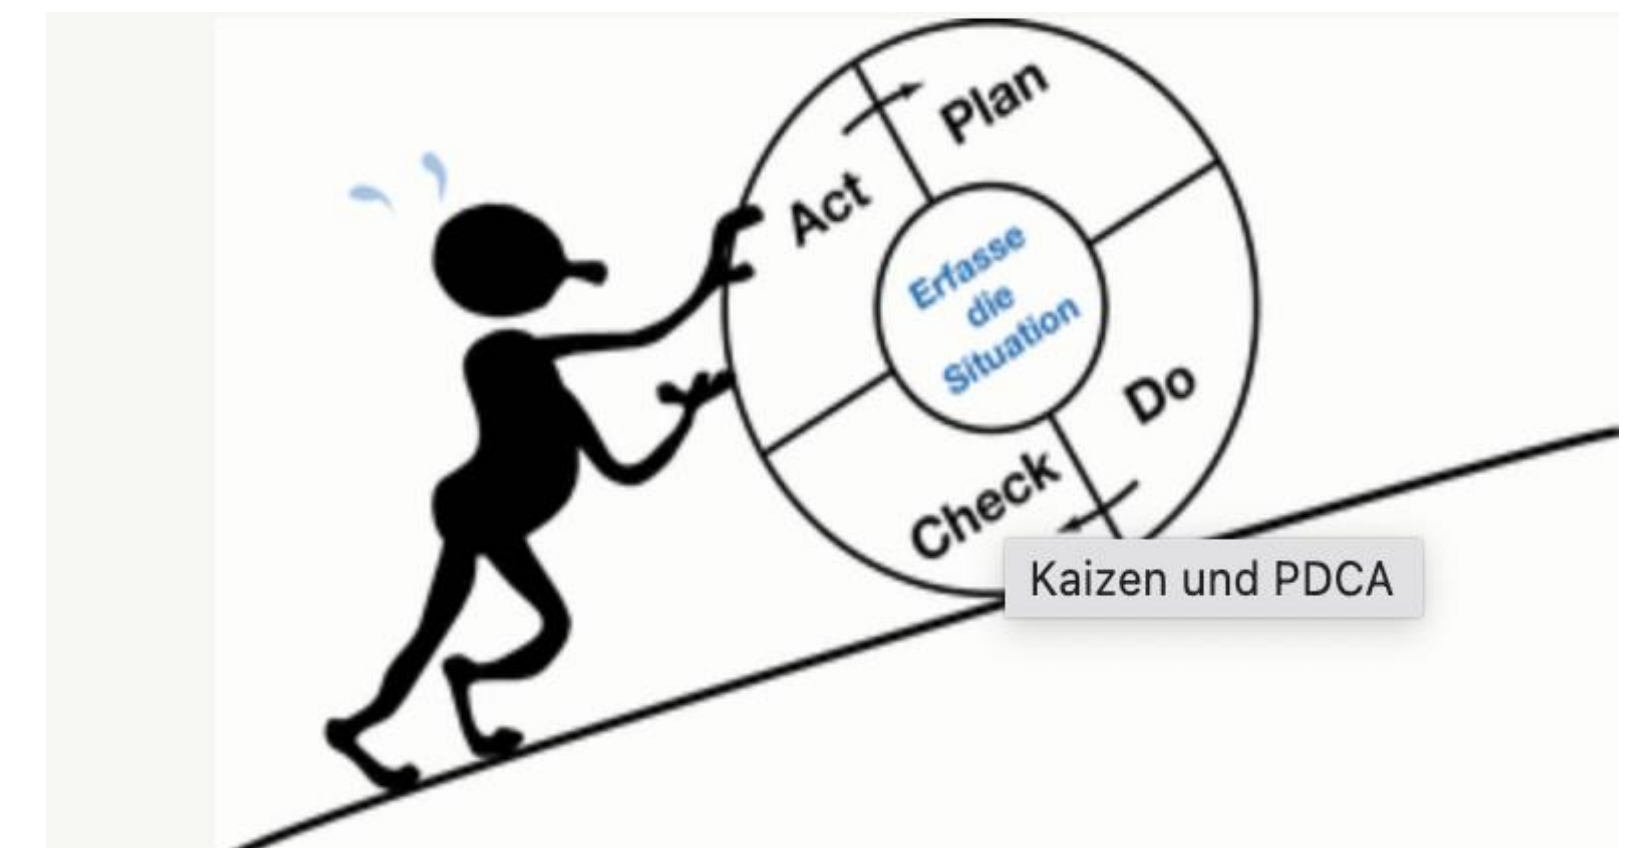 Plan
Act
Erfasse
die
Situation
Do
Check
Kaizen und PDCA